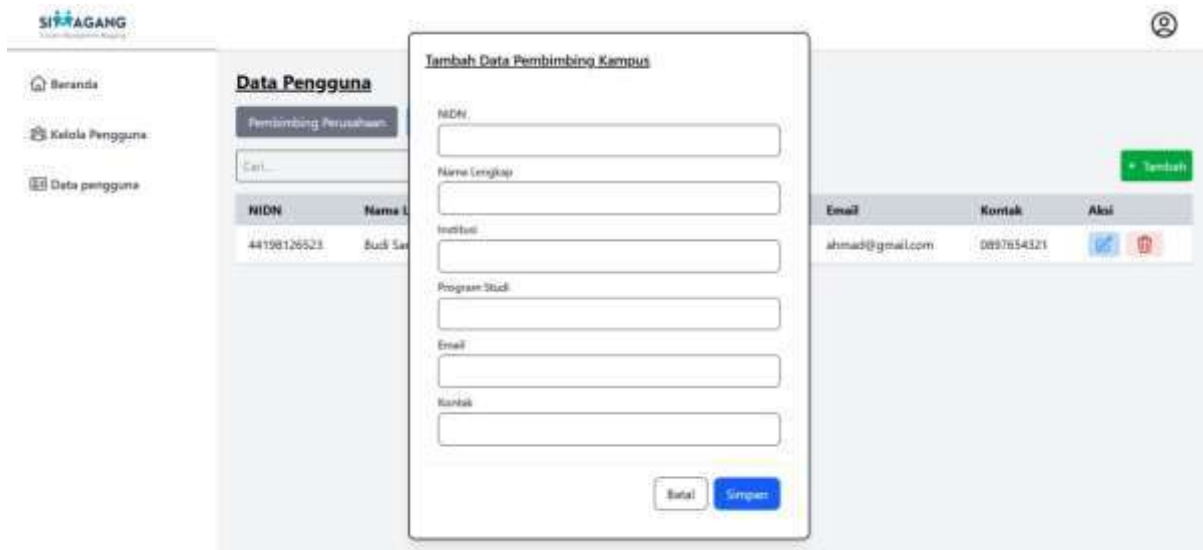 SIMAGANG
Beranda
Kelola Pengguna
Data pengguna
Data Pengguna
Pembimbing Perusahaan
Cari...
+ Tambah
NIDN Nama L Email Kontak Aksi
44198126523 Budi Sar ahmad@gmail.com 0897654321
Tambah Data Pembimbing Kampus
NIDN
Nama Lengkap
Institusi
Program Studi
Email
Kontak
Batal
Simpan